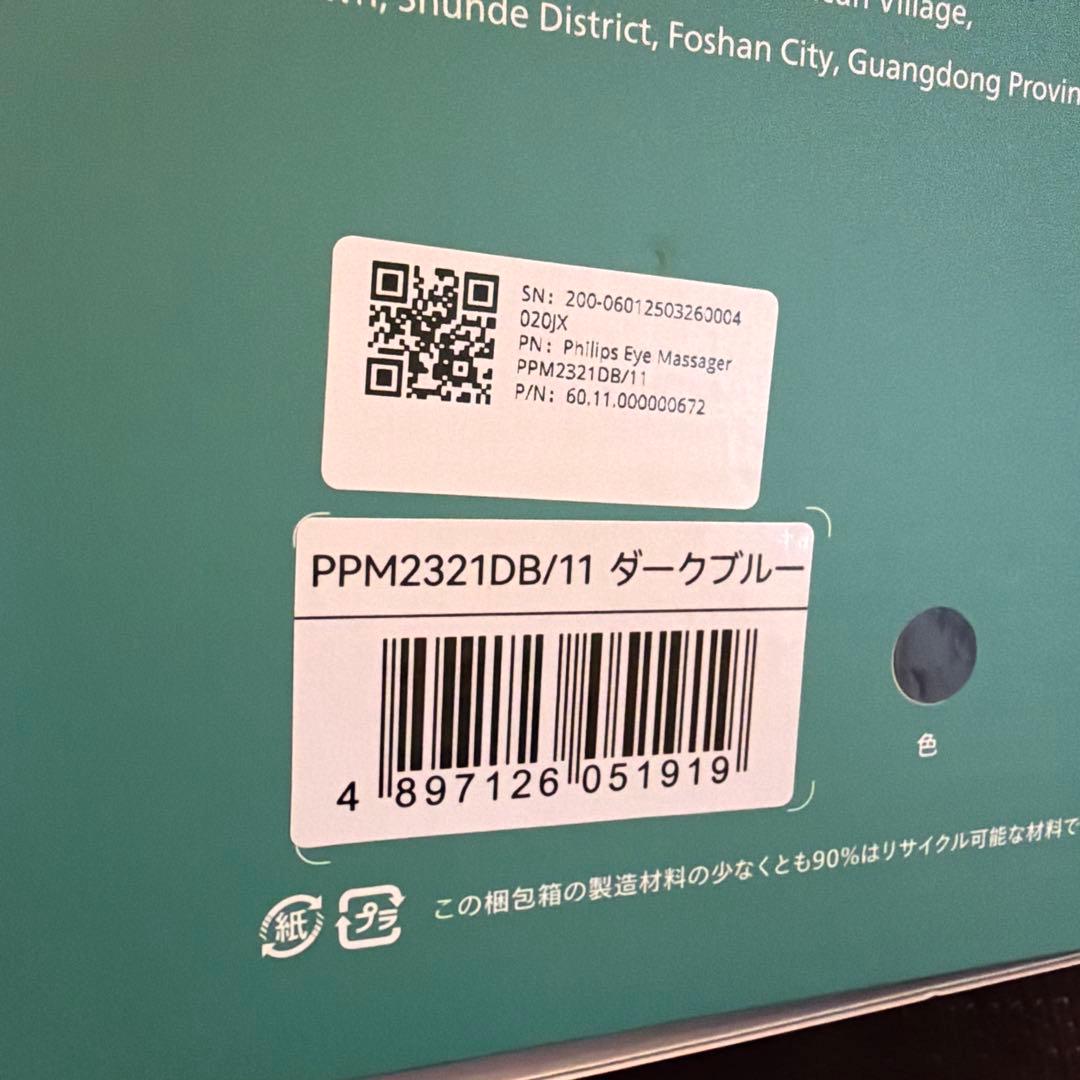 Village,
Shunde District, Foshan City, Guangdong Provin
SN: 200-06012503260004
020JX
PN: Philips Eye Massager
PPM2321DB/11
P/N: 60.11.000000672
PPM2321DB/11 ダークブルー
4 897126 051919
色
紙
プラ
この梱包箱の製造材料の少なくとも90%はリサイクル可能な材料で